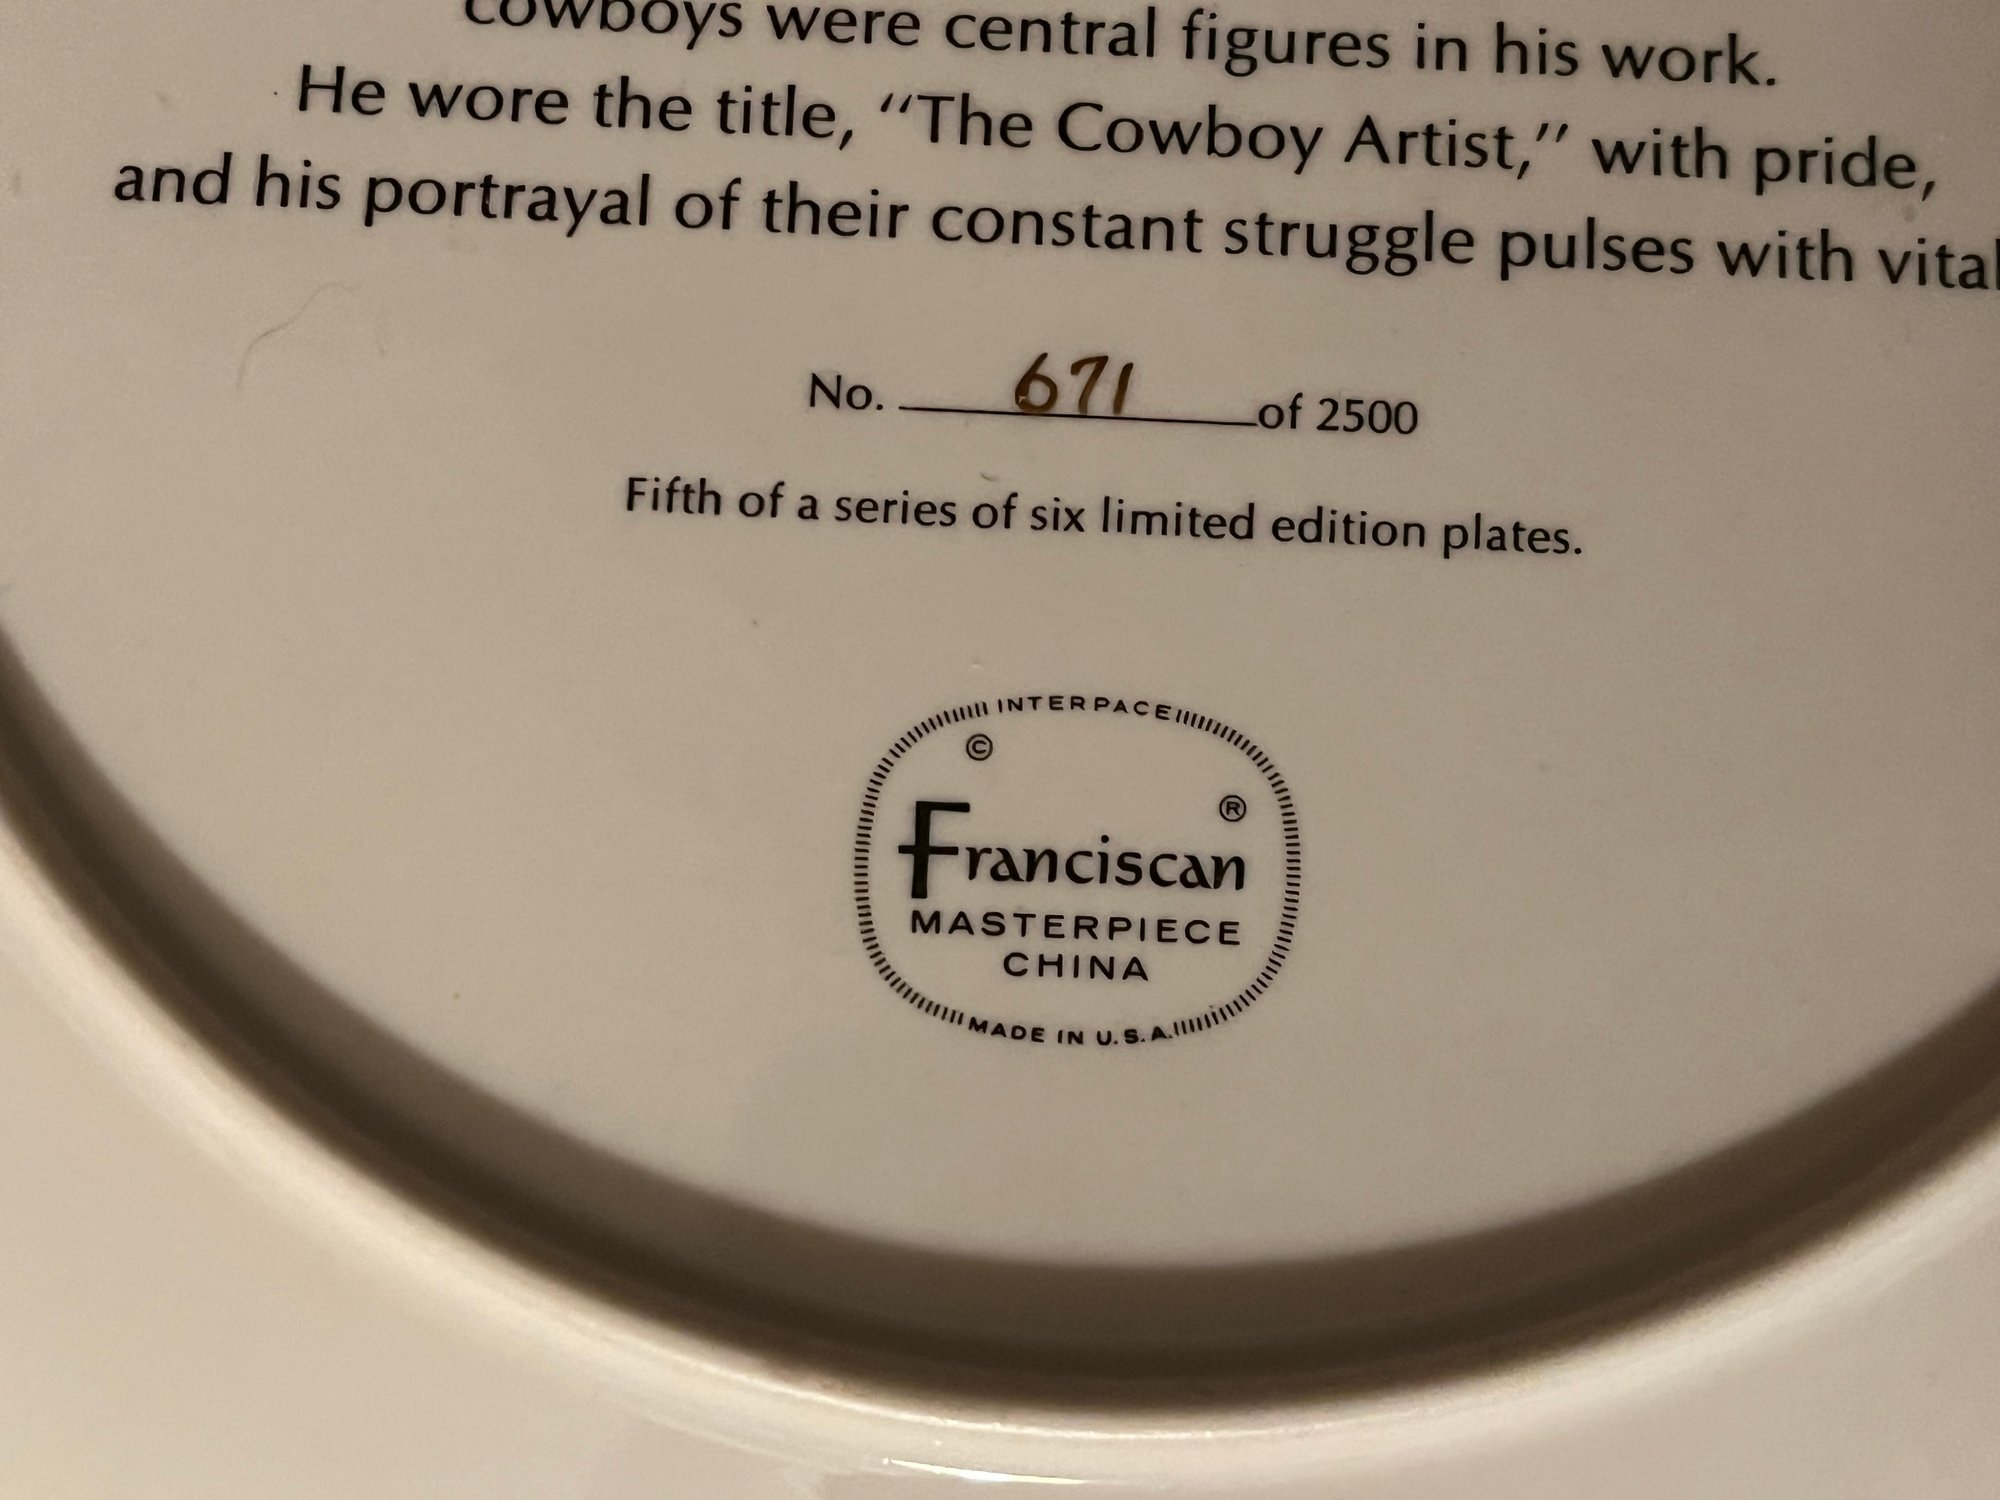 cowboys were central figures in his work.
He wore the title, "The Cowboy Artist," with pride,
and his portrayal of their constant struggle pulses with vital
No. 671 of 2500
Fifth of a series of six limited edition plates.
INTERPACE
©
®
Franciscan
MASTERPIECE
CHINA
MADE IN U.S.A.